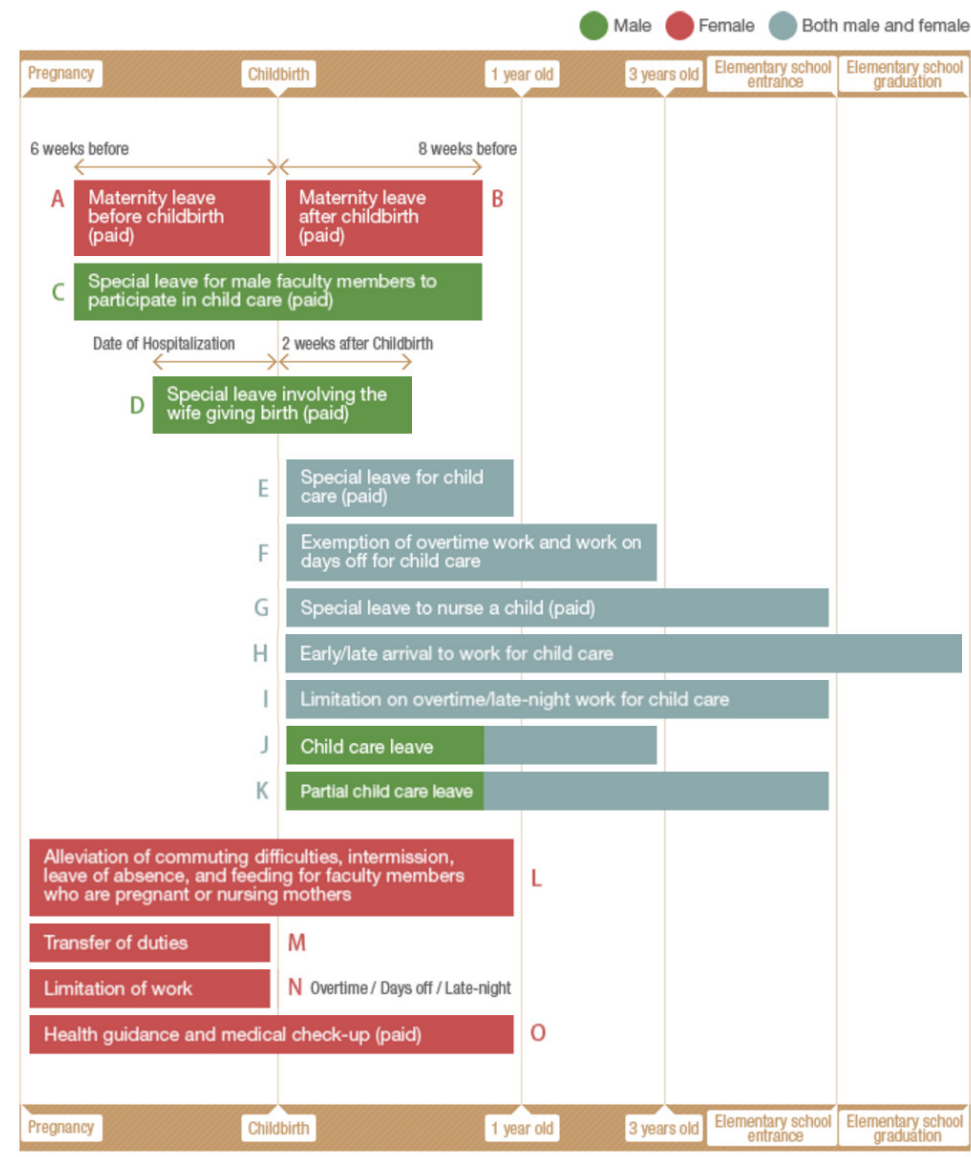 Male Female Both male and female
Pregnancy Childbirth 1 year old 3 years old Elementary school entrance Elementary school graduation
6 weeks before 8 weeks before
A
Maternity leave
before childbirth
(paid)
Maternity leave
after childbirth
(paid)
B
C
Special leave for male faculty members to
participate in child care (paid)
Date of Hospitalization 2 weeks after Childbirth
D
Special leave involving the
wife giving birth (paid)
E
Special leave for child
care (paid)
F
Exemption of overtime work and work on
days off for child care
G Special leave to nurse a child (paid)
H Early/late arrival to work for child care
I Limitation on overtime/late-night work for child care
J Child care leave
K Partial child care leave
Alleviation of commuting difficulties, intermission,
leave of absence, and feeding for faculty members
who are pregnant or nursing mothers
L
Transfer of duties M
Limitation of work N Overtime / Days off / Late-night
Health guidance and medical check-up (paid) O
Pregnancy Childbirth 1 year old 3 years old Elementary school entrance Elementary school graduation